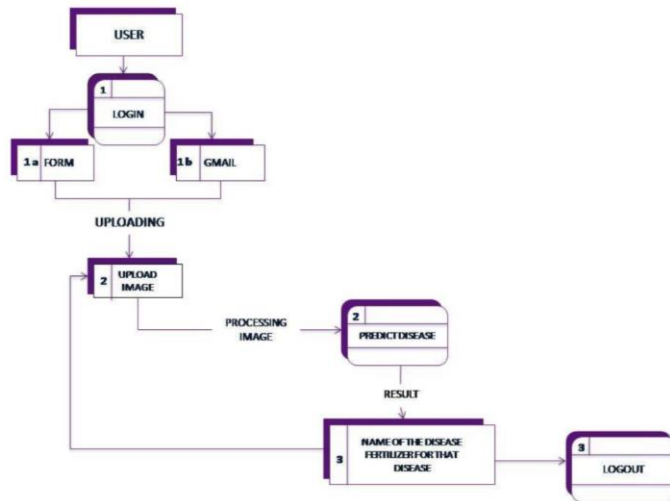 USER
1
LOGIN
1a FORM
1b GMAIL
UPLOADING
2 UPLOAD
IMAGE
PROCESSING
IMAGE
2
PREDICT DISEASE
RESULT
NAME OF THE DISEASE
FERTILIZER FOR THAT
3 DISEASE
3
LOGOUT